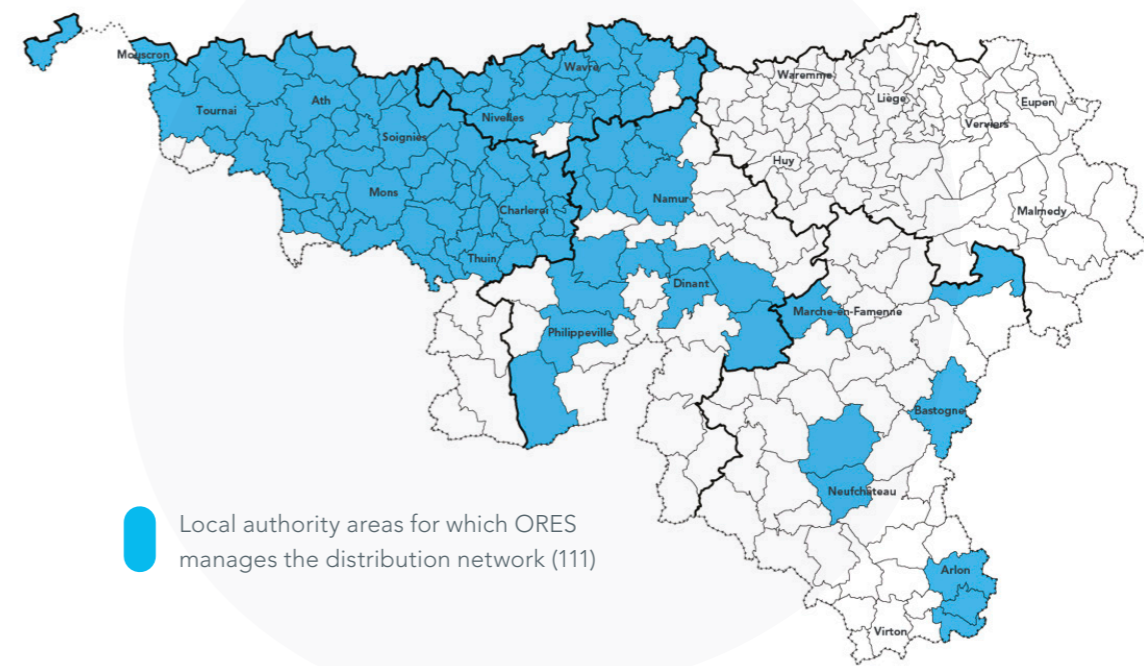 Mouscron
Wavre
Waremme
Ath
Liège
Eupen
Tournai
Nivelles
Verviers
Soignies
Huy
Mons
Namur
Charleroi
Malmedy
Thuin
Dinant
Marche-en-Famenne
Philippeville
Bastogne
Neufchâteau
Local authority areas for which ORES
manages the distribution network (111)
Arlon
Virton